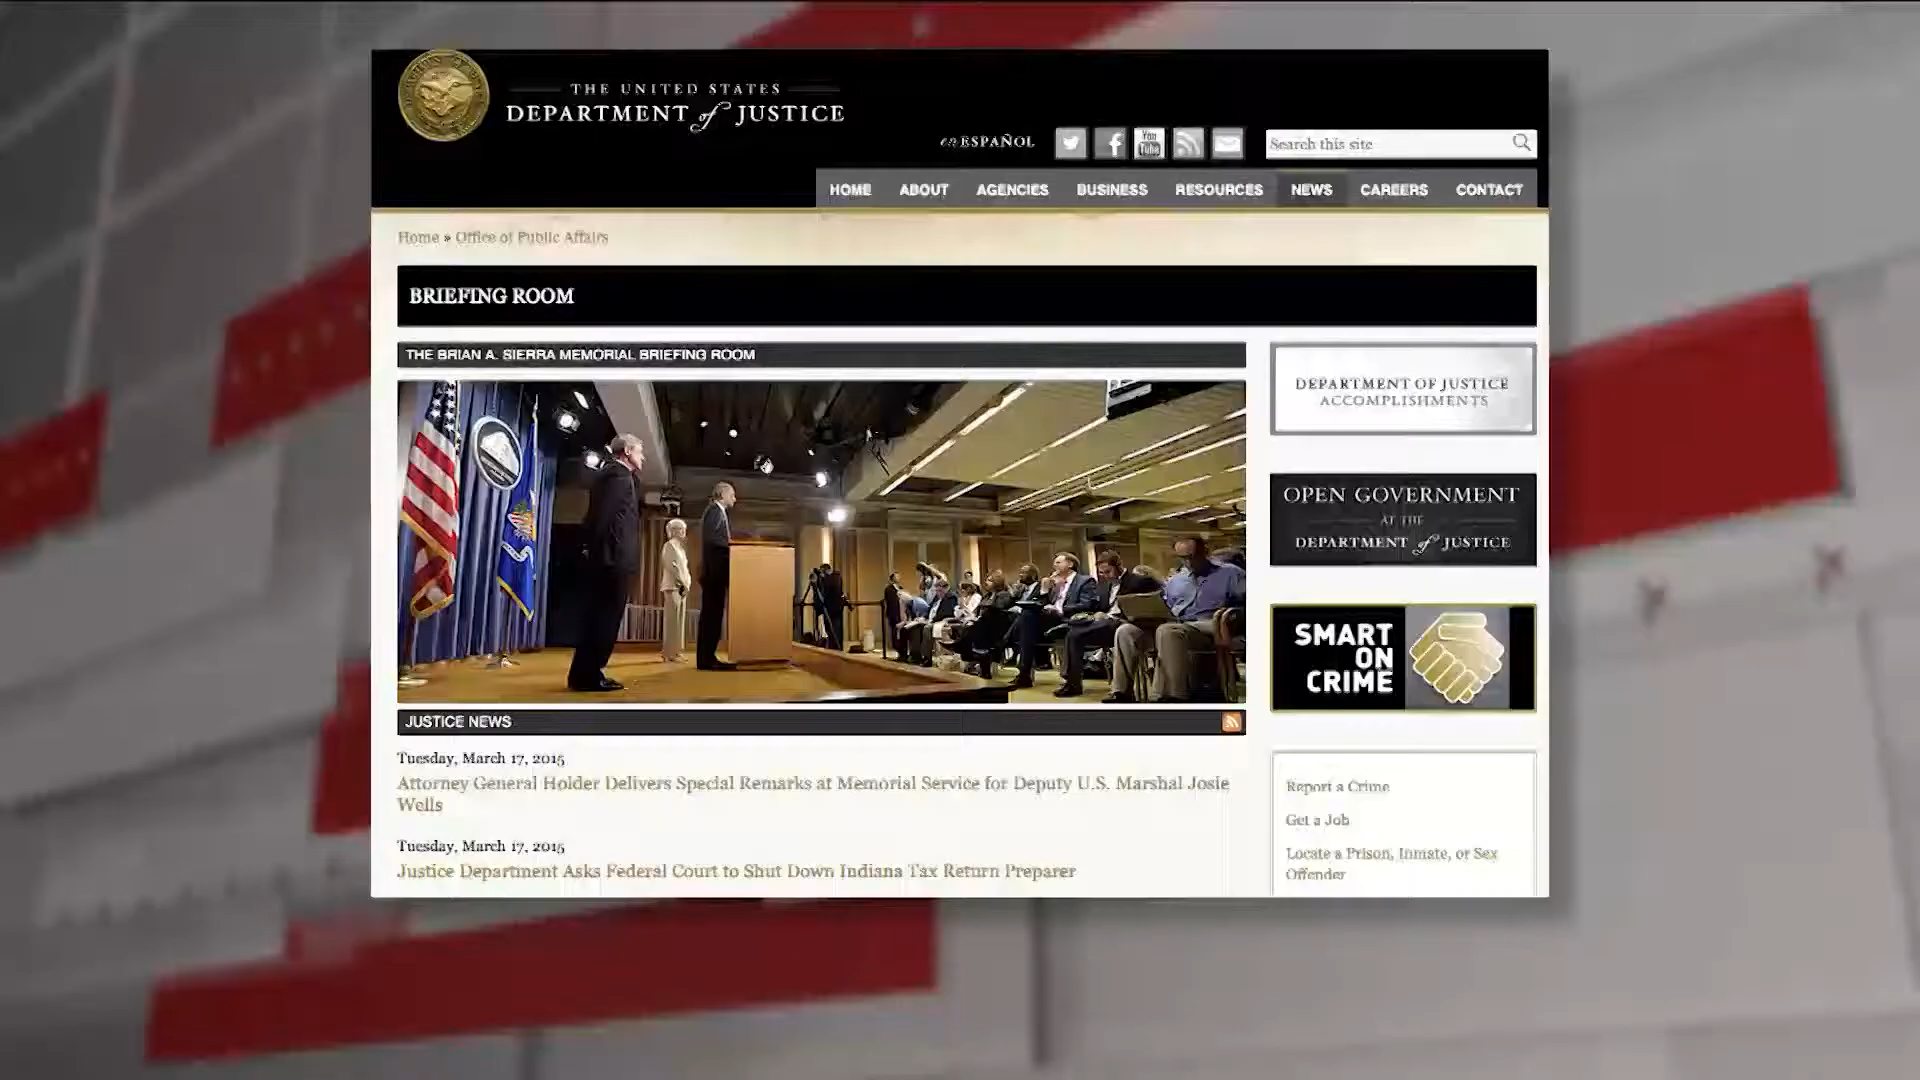 THE UNITED STATES
DEPARTMENT of JUSTICE
en ESPAÑOL
You
Tube
Search this site
HOME ABOUT AGENCIES BUSINESS RESOURCES NEWS CAREERS CONTACT
Home » Office of Public Affairs
BRIEFING ROOM
THE BRIAN A. SIERRA MEMORIAL BRIEFING ROOM
JUSTICE NEWS
Tuesday, March 17, 2015
Attorney General Holder Delivers Special Remarks at Memorial Service for Deputy U.S. Marshal Josie
Wells
Tuesday, March 17, 2015
Justice Department Asks Federal Court to Shut Down Indiana Tax Return Preparer
DEPARTMENT OF JUSTICE
ACCOMPLISHMENTS
OPEN GOVERNMENT
AT THE
DEPARTMENT of JUSTICE
SMART
ON
CRIME
Report a Crime
Get a Job
Locate a Prison, Inmate, or Sex
Offender